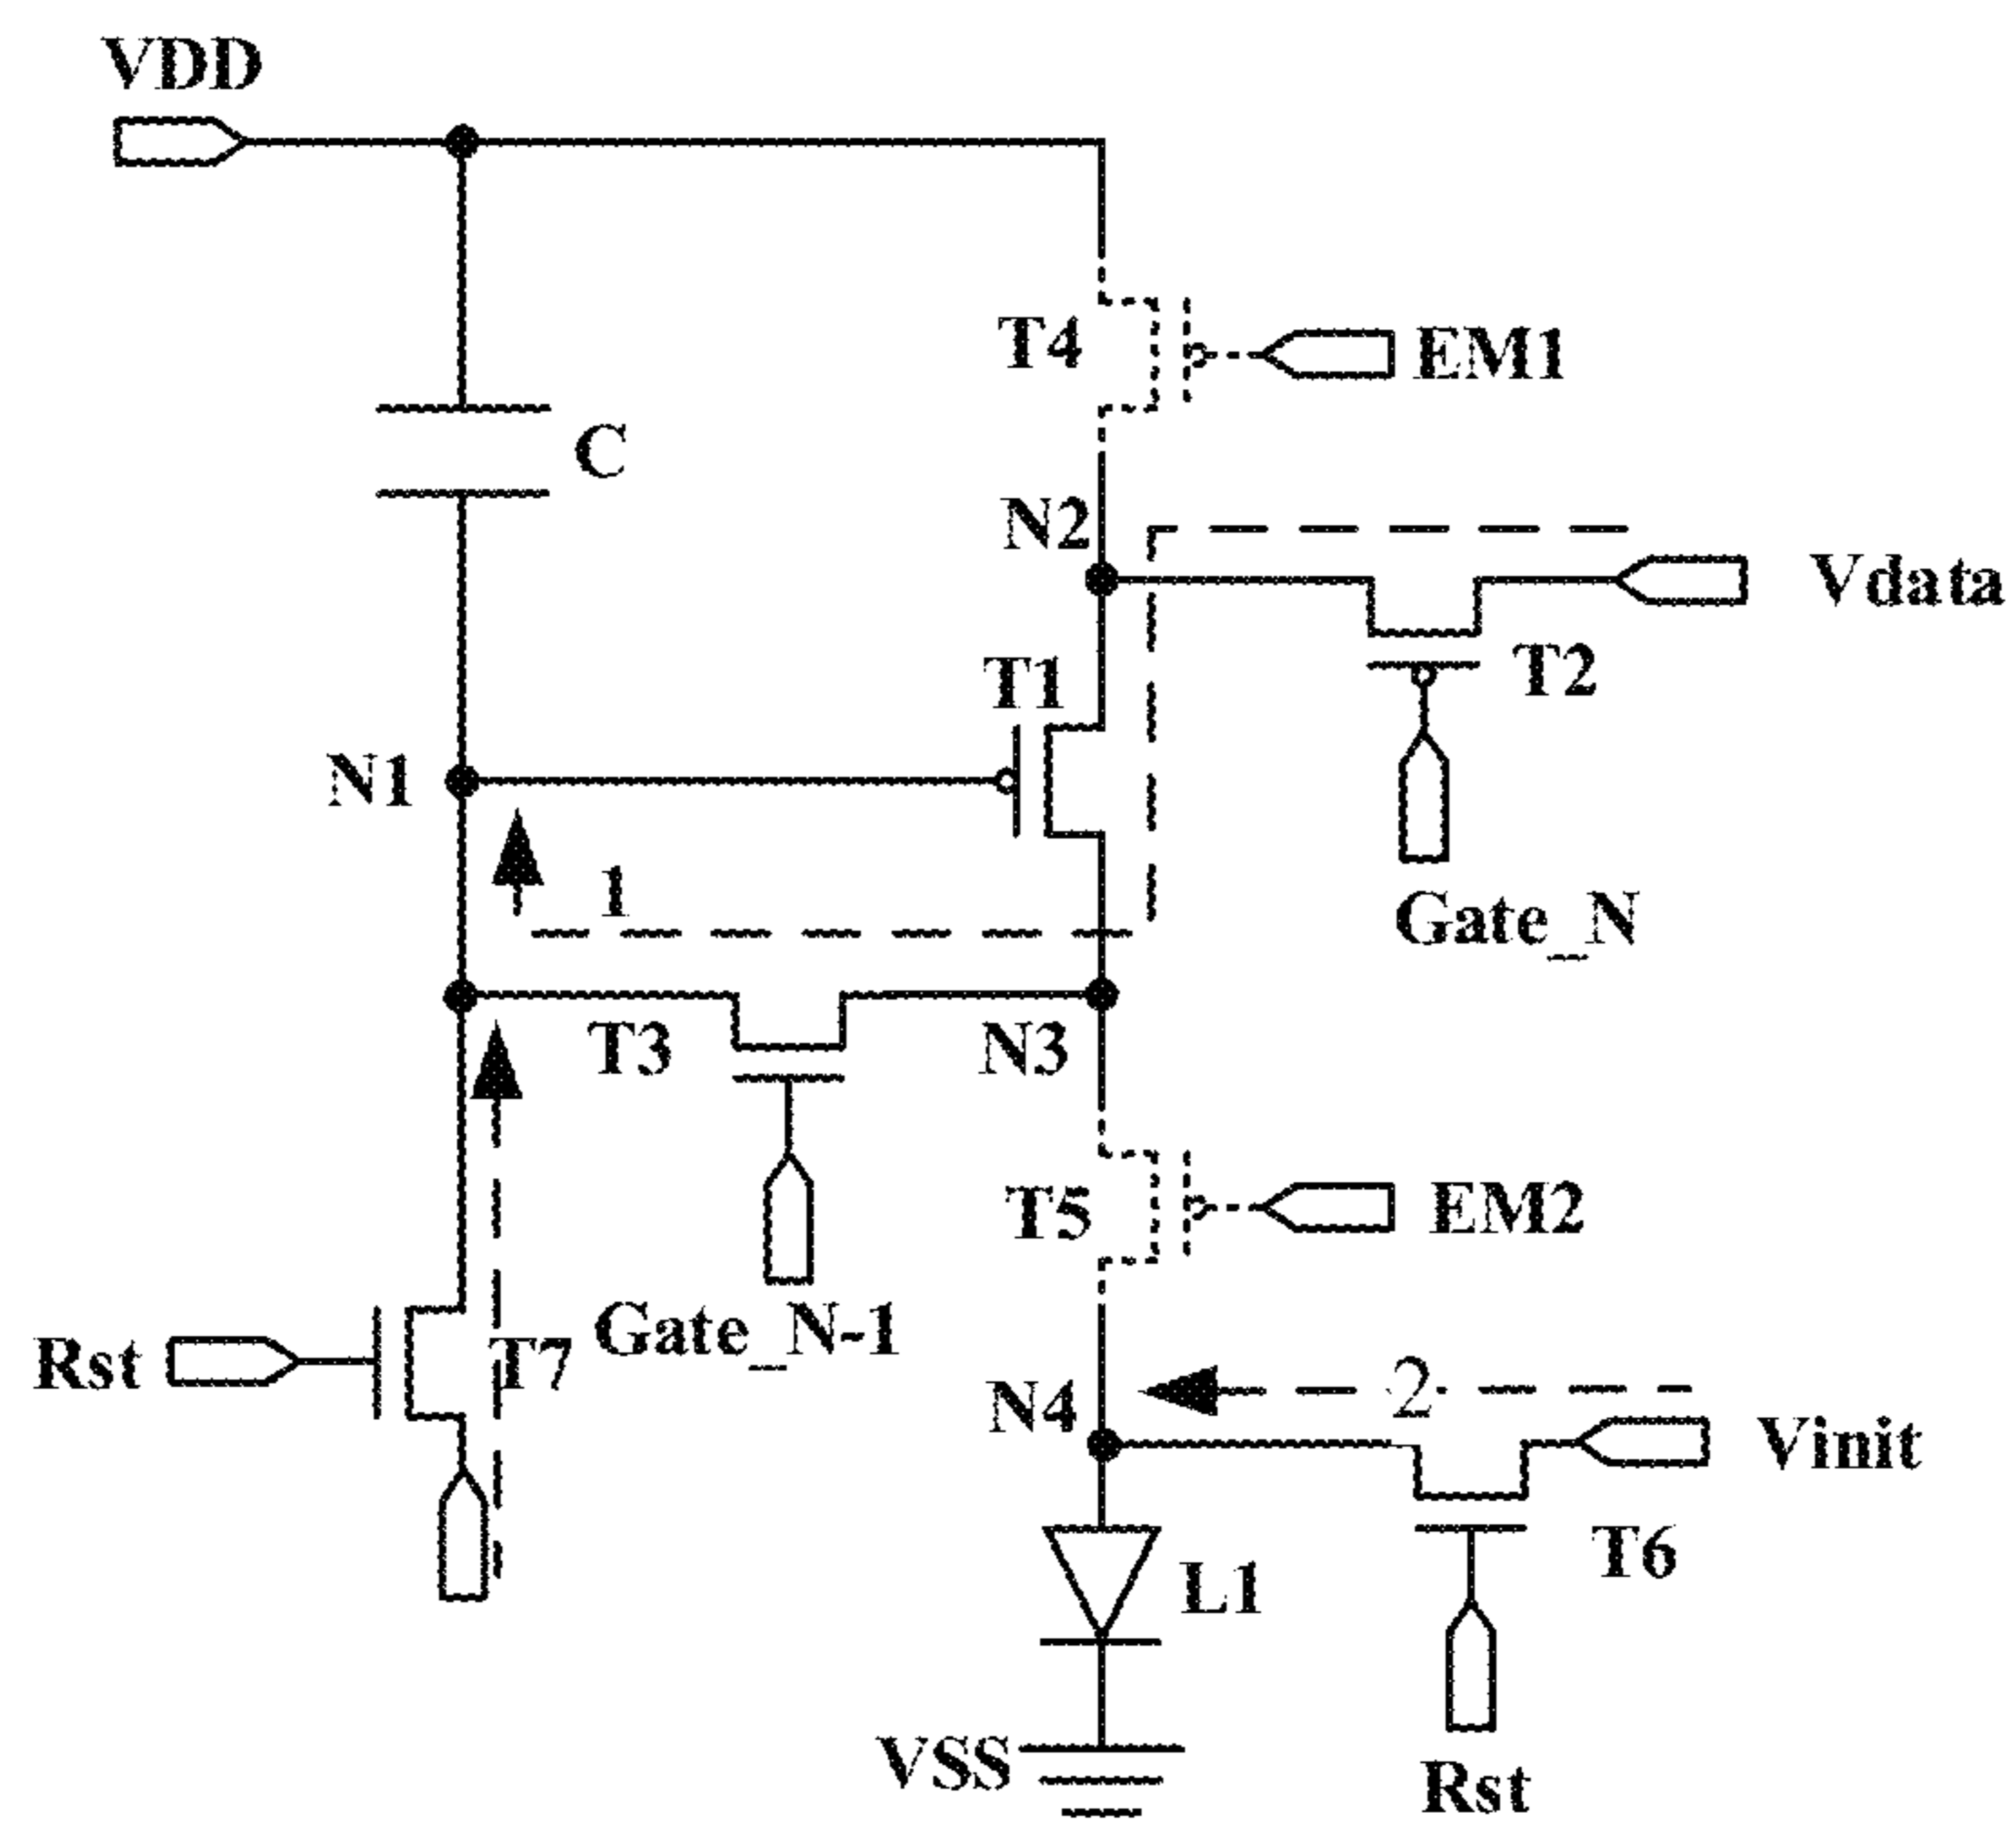 VDD
T4
EM1
C
N2
Vdata
T1
T2
N1
1
Gate_N
T3
N3
T5
EM2
Gate_N-1
Rst
T7
N4
2
Vinit
L1
T6
VSS
Rst